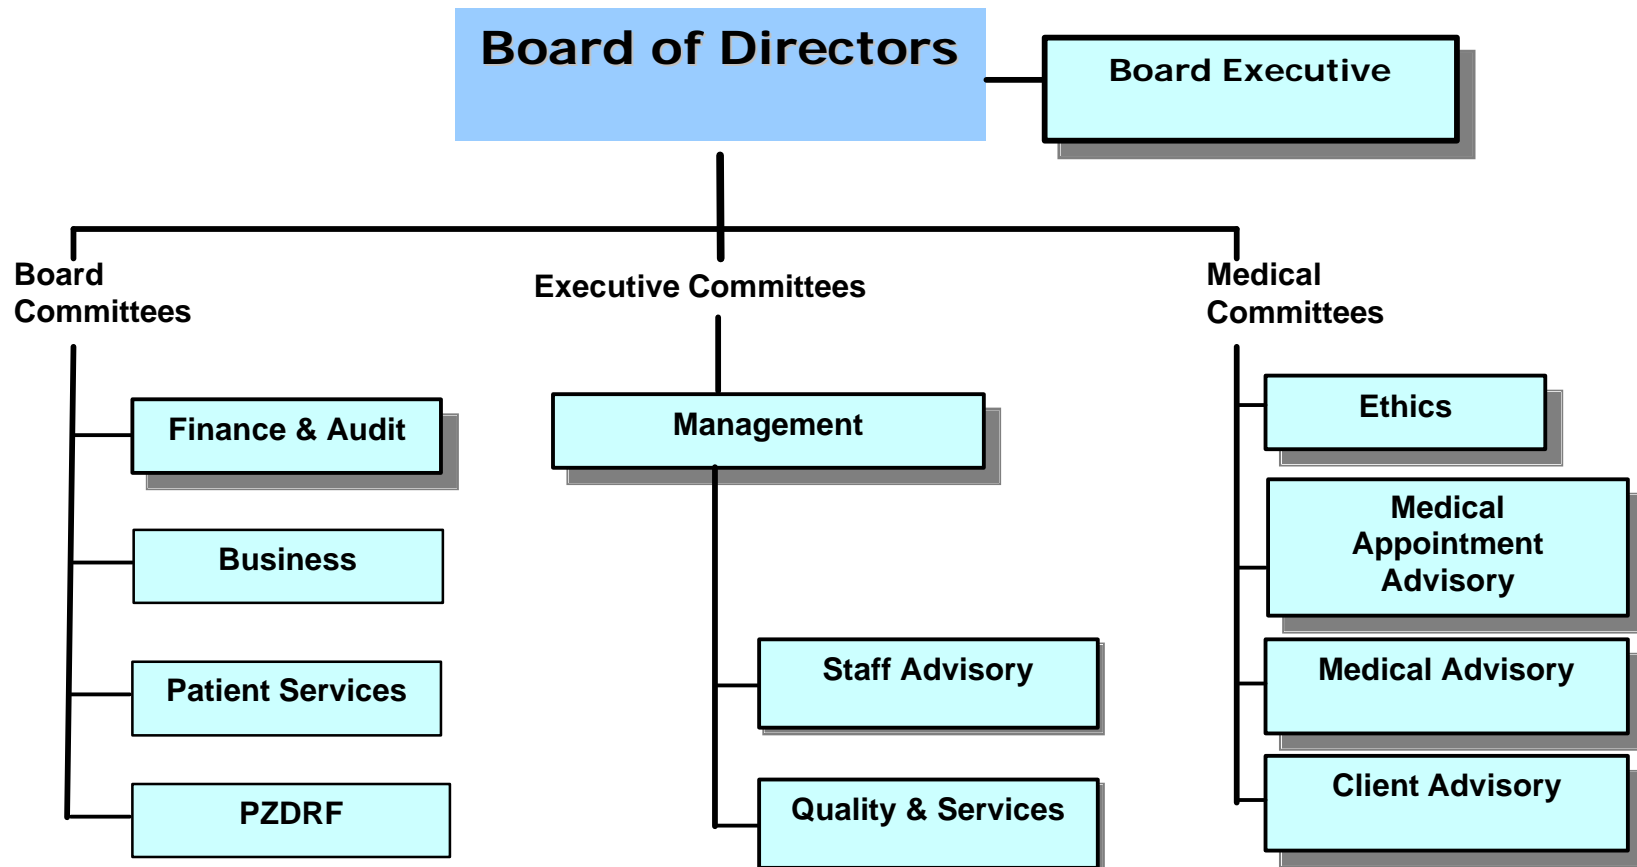 Board of Directors
Board Executive
Board
Committees
Executive Committees
Medical
Committees
Finance & Audit
Business
Patient Services
PZDRF
Management
Staff Advisory
Quality & Services
Ethics
Medical
Appointment
Advisory
Medical Advisory
Client Advisory